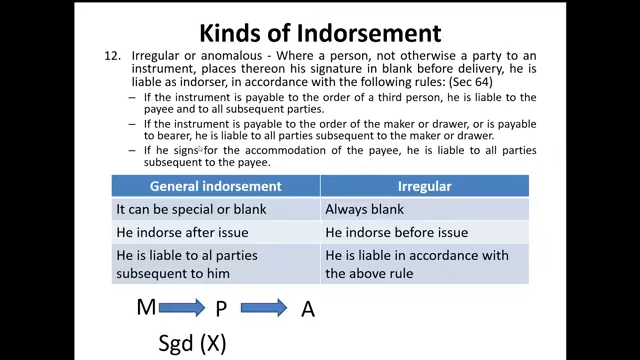 Kinds of Indorsement
12. Irregular or anomalous - Where a person, not otherwise a party to an
instrument, places thereon his signature in blank before delivery, he is
liable as indorser, in accordance with the following rules: (Sec 64)
– If the instrument is payable to the order of a third person, he is liable to the
payee and to all subsequent parties.
– If the instrument is payable to the order of the maker or drawer, or is payable
to bearer, he is liable to all parties subsequent to the maker or drawer.
– If he signs for the accommodation of the payee, he is liable to all parties
subsequent to the payee.
General indorsement Irregular
It can be special or blank Always blank
He indorse after issue He indorse before issue
He is liable to al parties He is liable in accordance with
subsequent to him the above rule
M P A
Sgd (X)